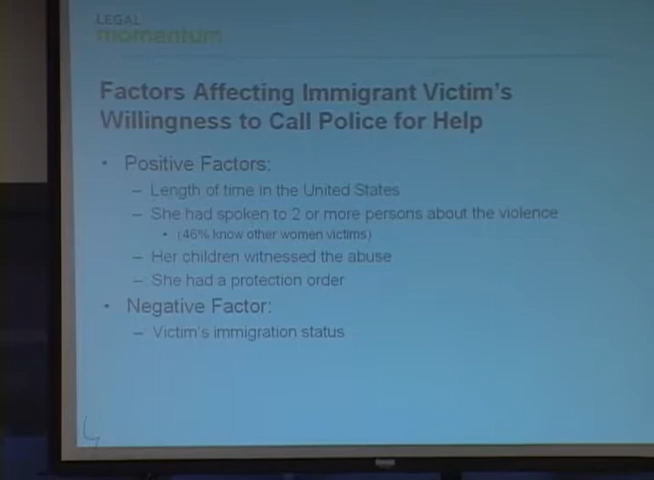 LEGAL
momentum
Factors Affecting Immigrant Victim's
Willingness to Call Police for Help
• Positive Factors:
– Length of time in the United States
– She had spoken to 2 or more persons about the violence
• (46% know other women victims)
– Her children witnessed the abuse
– She had a protection order
• Negative Factor:
– Victim's immigration status